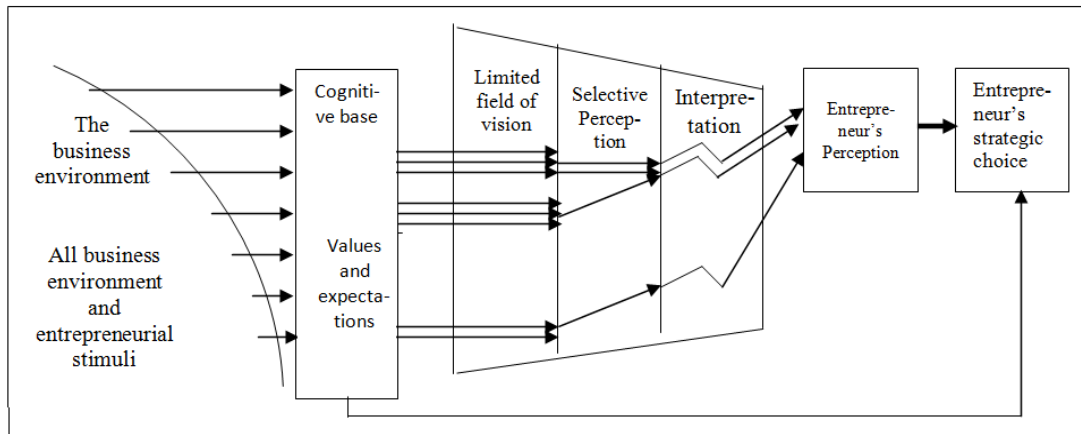 The
business
environment
All business
environment
and
entrepreneurial
stimuli
Cogniti-
ve base
Values and
expecta-
tions
Limited
field of
vision
Selective
Percep-
tion
Interpre-
tation
Entrepre-
neur's
Perception
Entrepre-
neur's
strategic
choice